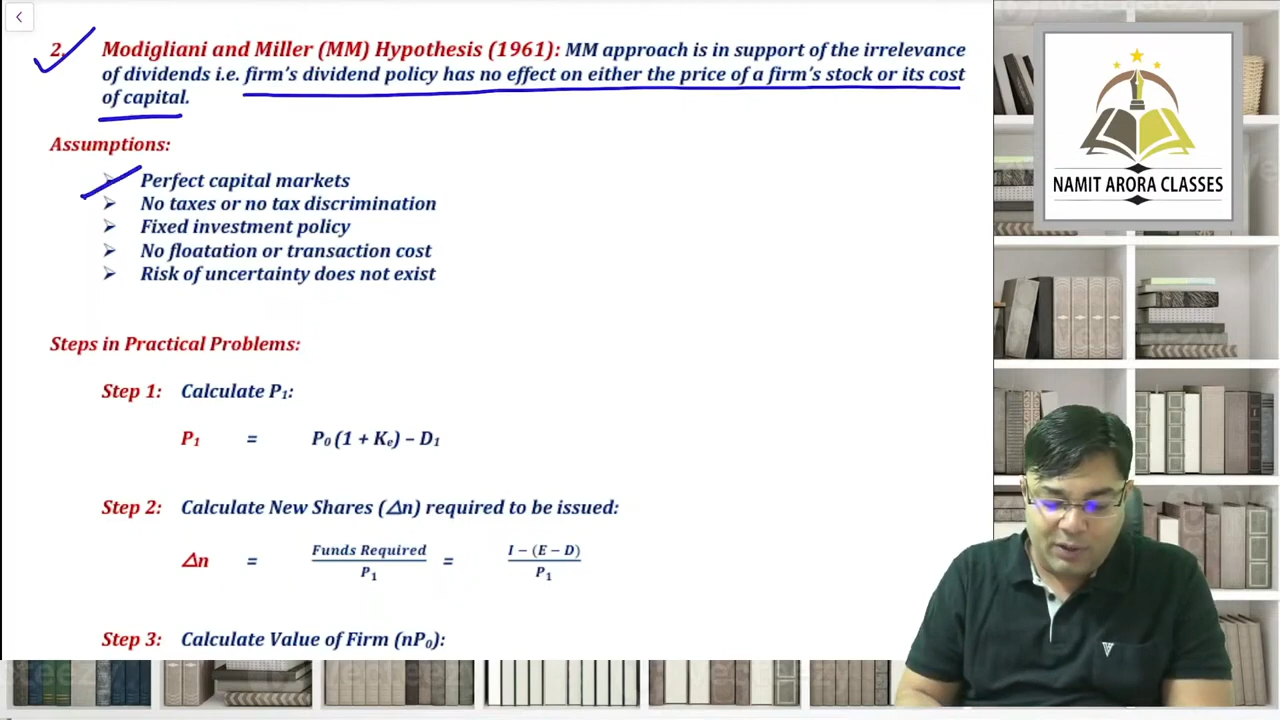 2. Modigliani and Miller (MM) Hypothesis (1961): MM approach is in support of the irrelevance
of dividends i.e. firm's dividend policy has no effect on either the price of a firm's stock or its cost
of capital.
Assumptions:
➢ Perfect capital markets
➢ No taxes or no tax discrimination
➢ Fixed investment policy
➢ No floatation or transaction cost
➢ Risk of uncertainty does not exist
Steps in Practical Problems:
Step 1: Calculate P₁:
P₁ = P₀ (1 + Kₑ) – D₁
Step 2: Calculate New Shares (△n) required to be issued:
△n = Funds Required / P₁ = I – (E – D) / P₁
Step 3: Calculate Value of Firm (nP₀):
NAMIT ARORA CLASSES